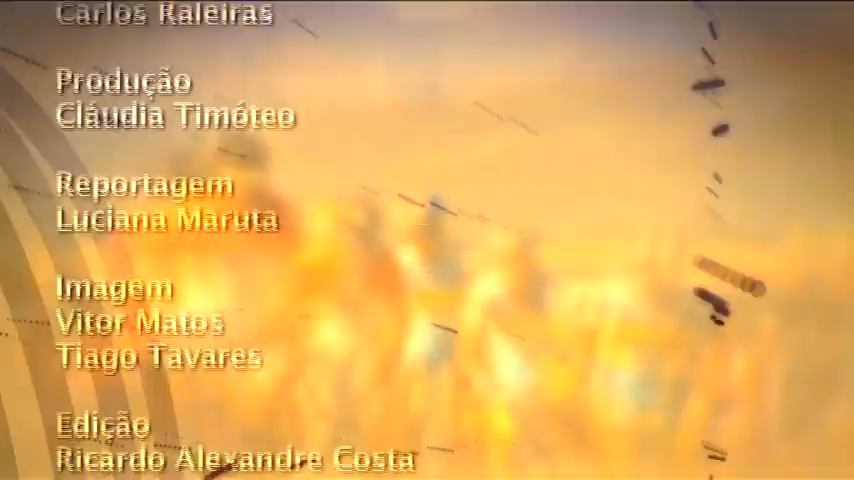 Carlos Raleiras
Produção
Cláudia Timóteo
Reportagem
Luciana Maruta
Imagem
Vitor Matos
Tiago Tavares
Edição
Ricardo Alexandre Costa